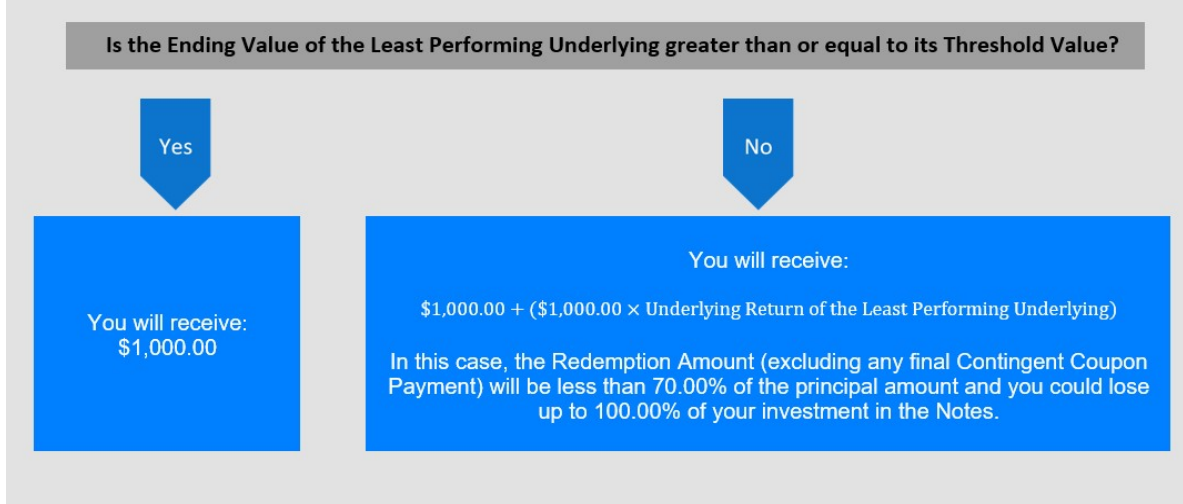 Is the Ending Value of the Least Performing Underlying greater than or equal to its Threshold Value?
Yes
No
You will receive:
$1,000.00
You will receive:
$1,000.00 + ($1,000.00 × Underlying Return of the Least Performing Underlying)
In this case, the Redemption Amount (excluding any final Contingent Coupon
Payment) will be less than 70.00% of the principal amount and you could lose
up to 100.00% of your investment in the Notes.